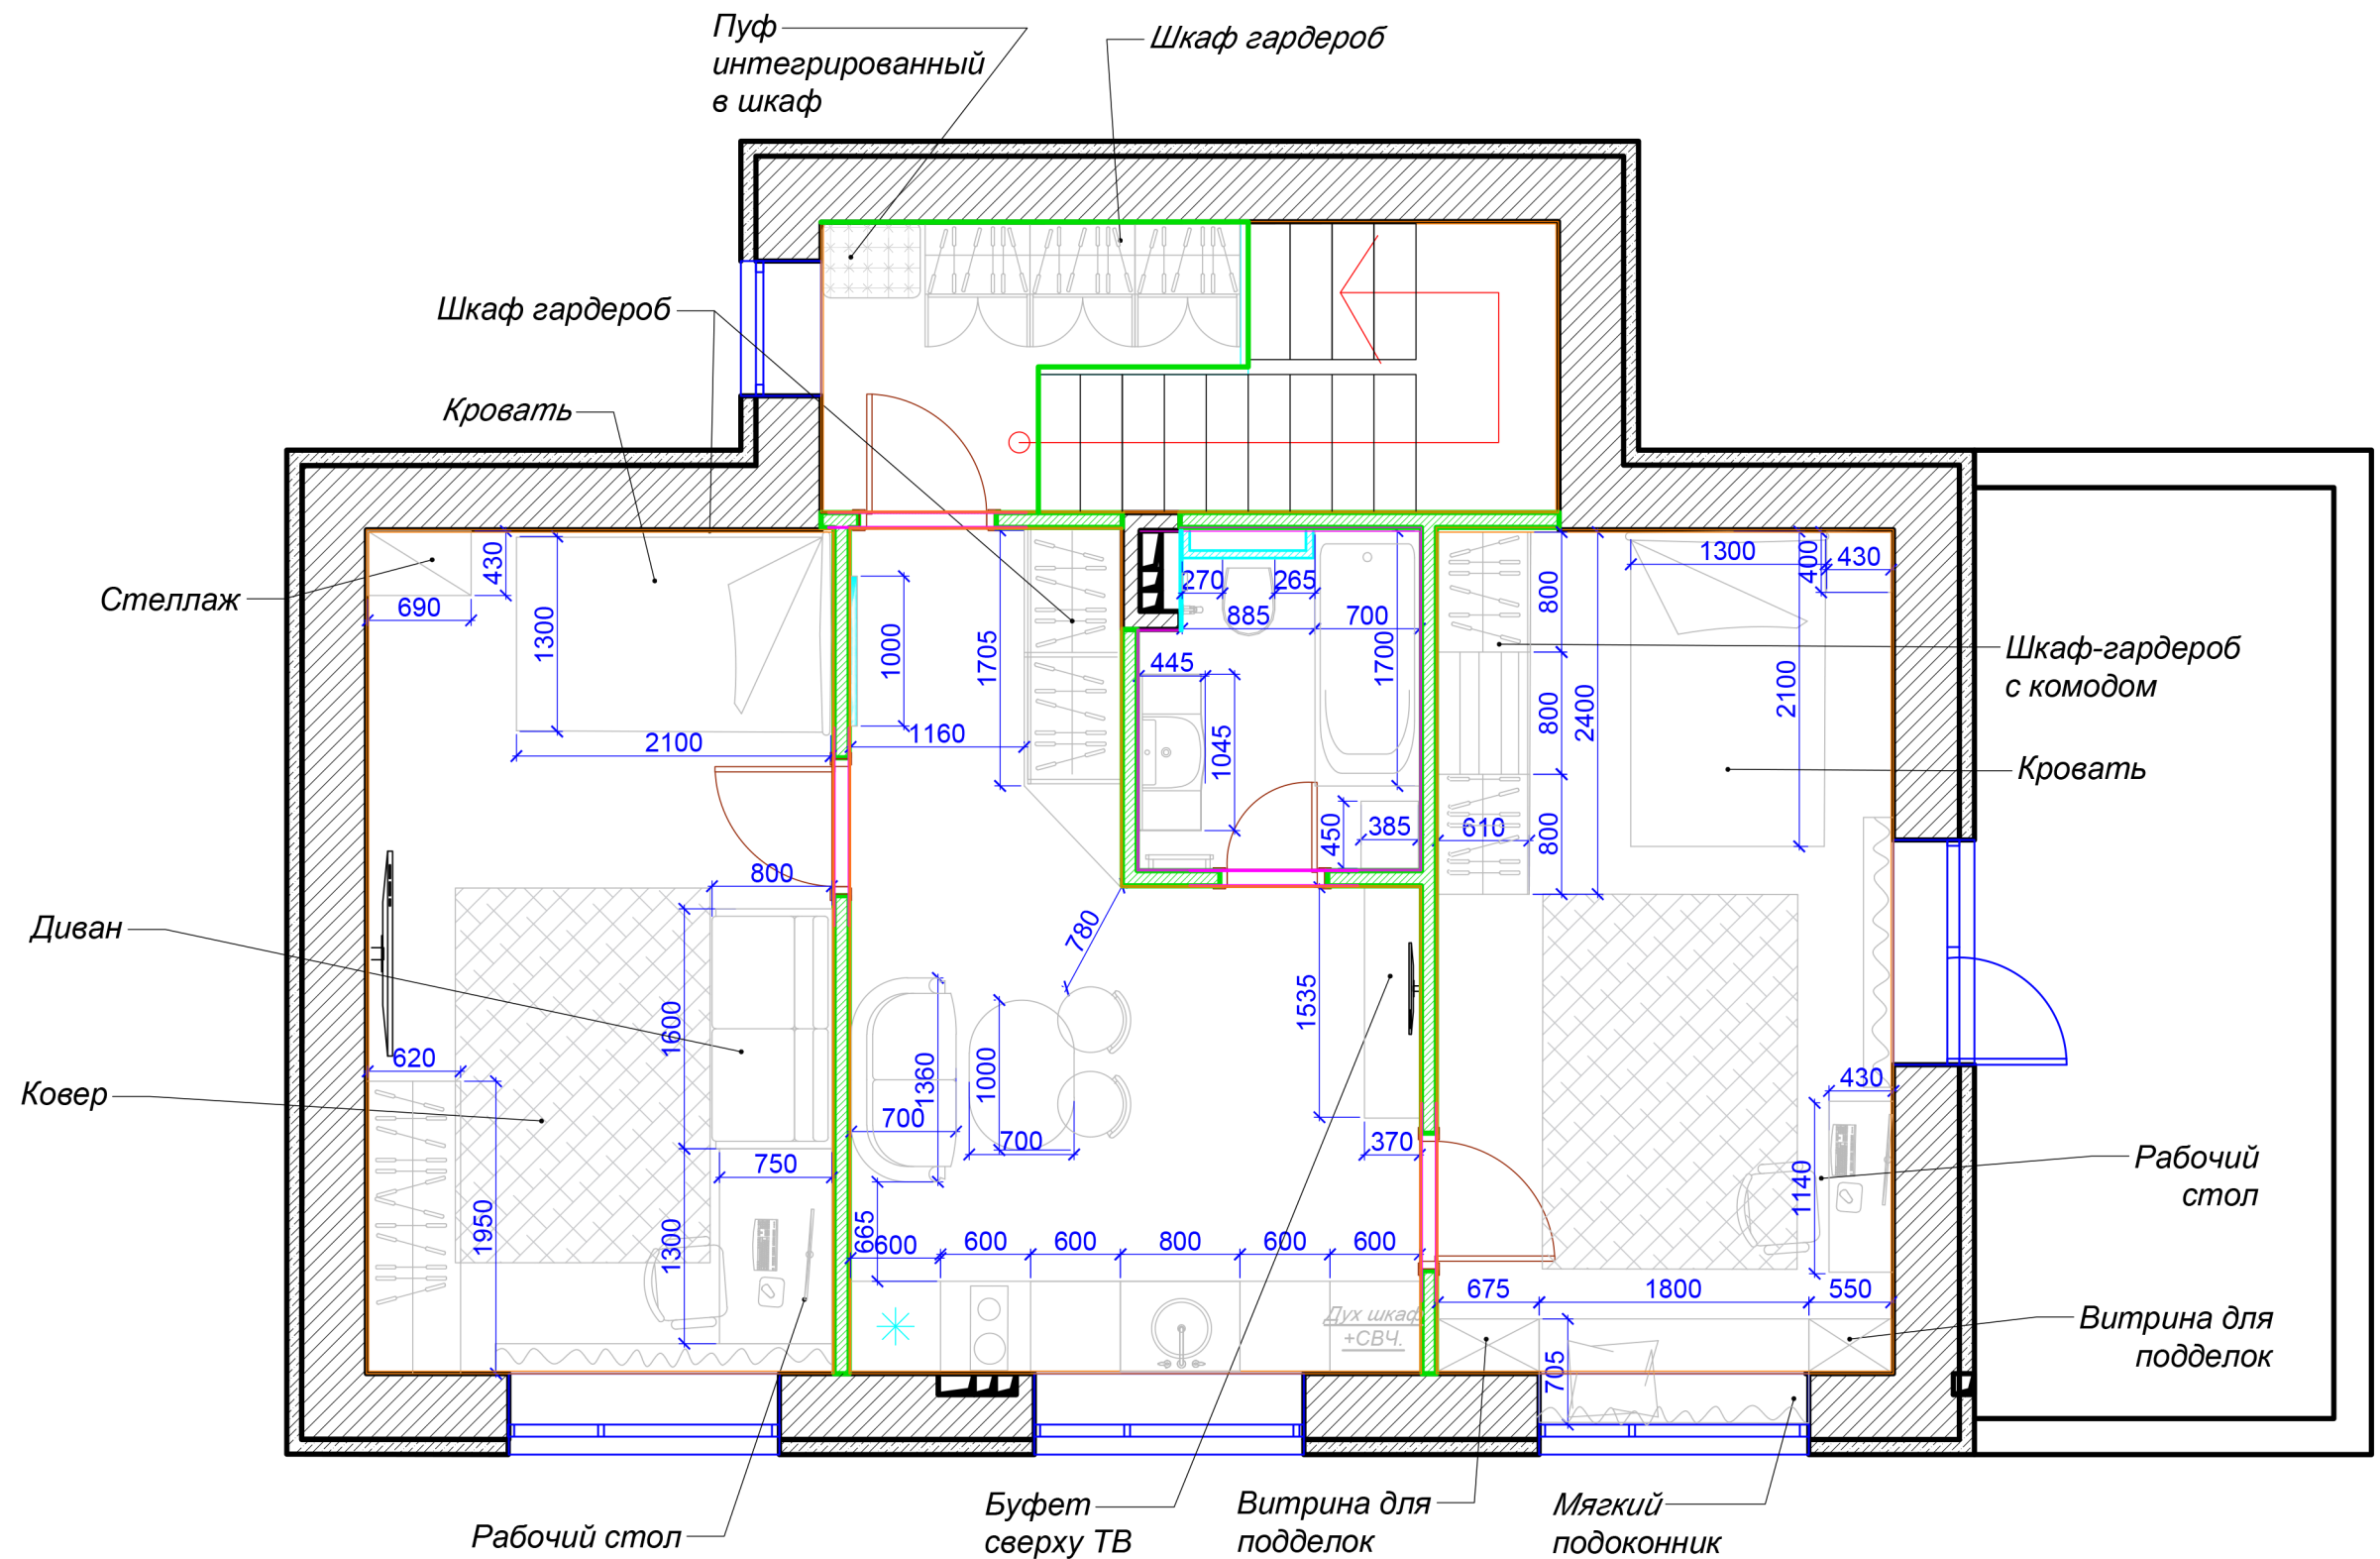 Пуф
интегрированный
в шкаф
Шкаф гардероб
Шкаф гардероб
Кровать
Стеллаж
430
690
1300
2100
1000
1705
1160
270
265
885
700
445
1700
1045
450
385
800
800
800
2400
610
1300
400
430
2100
Шкаф-гардероб
с комодом
Кровать
Диван
Ковер
800
1600
620
1950
750
1300
780
1360
1000
700
700
665
1535
370
600
600
600
800
600
600
Дух шкаф
+СВЧ.
430
1140
675
1800
550
705
Рабочий
стол
Витрина для
подделок
Рабочий стол
Буфет
сверху ТВ
Витрина для
подделок
Мягкий
подоконник